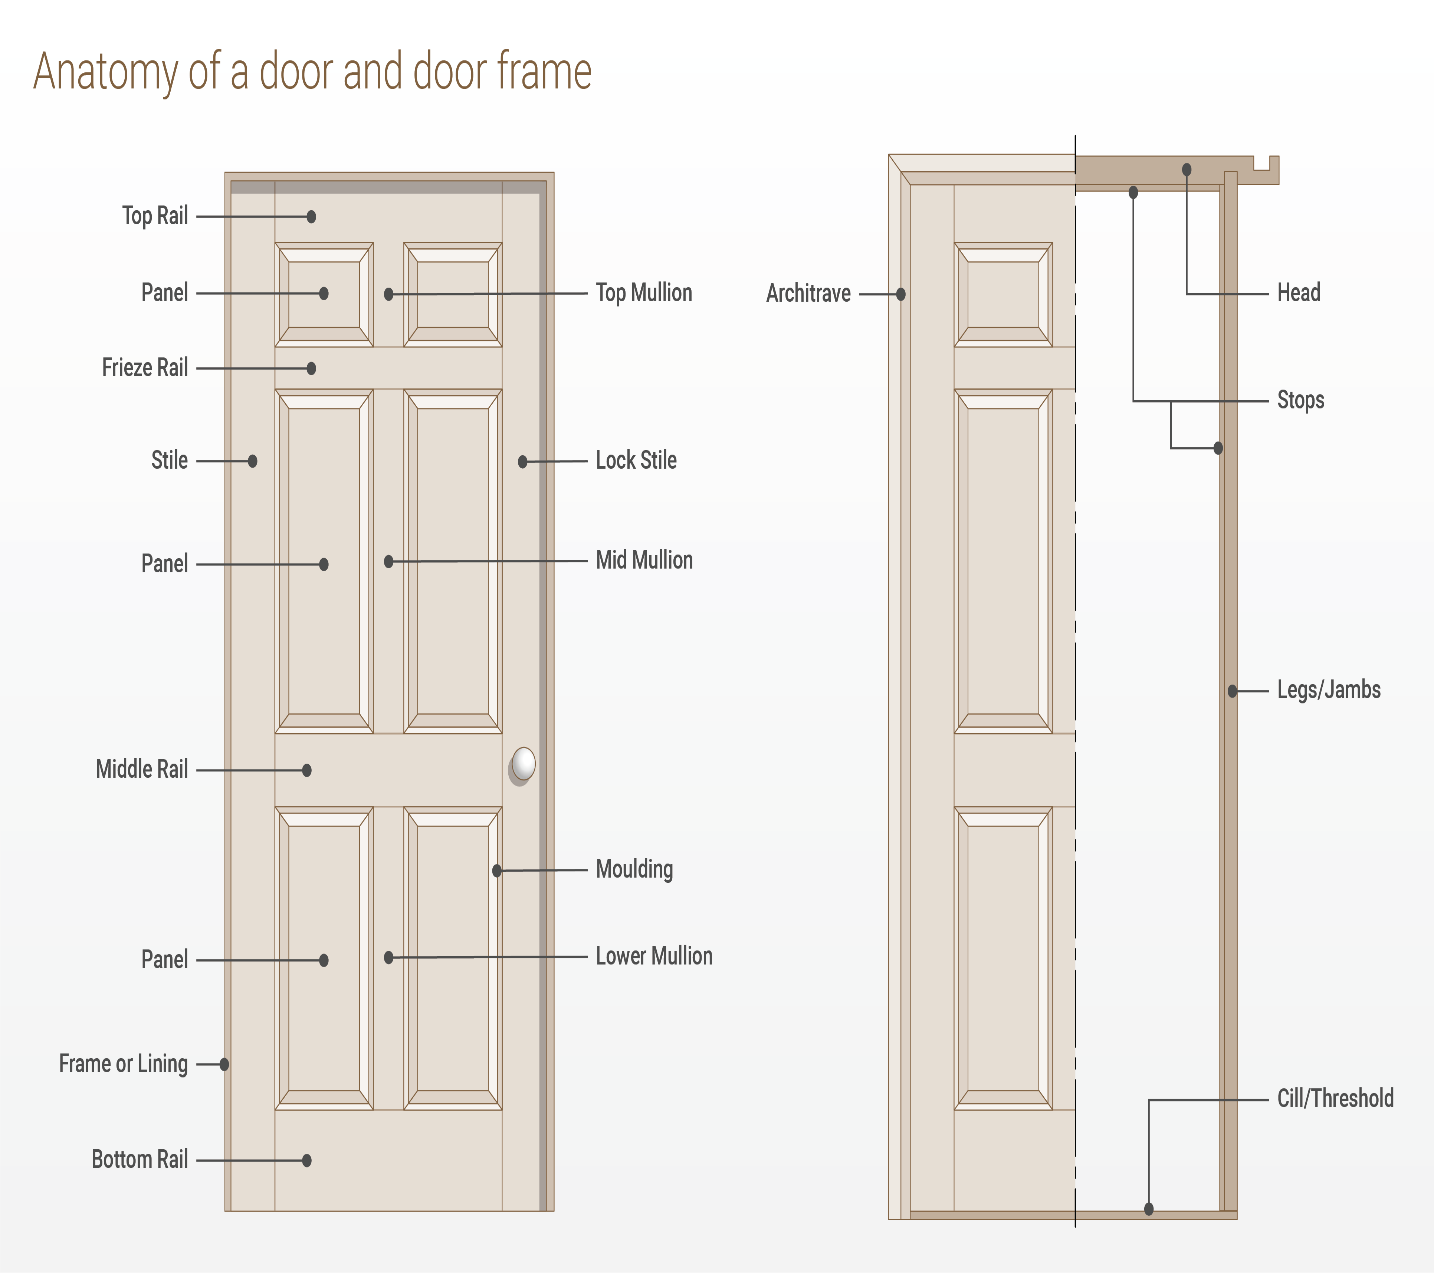 Anatomy of a door and door frame
Top Rail
Panel
Top Mullion
Frieze Rail
Stile
Lock Stile
Panel
Mid Mullion
Middle Rail
Moulding
Panel
Lower Mullion
Frame or Lining
Bottom Rail
Architrave
Head
Stops
Legs/Jambs
Cill/Threshold